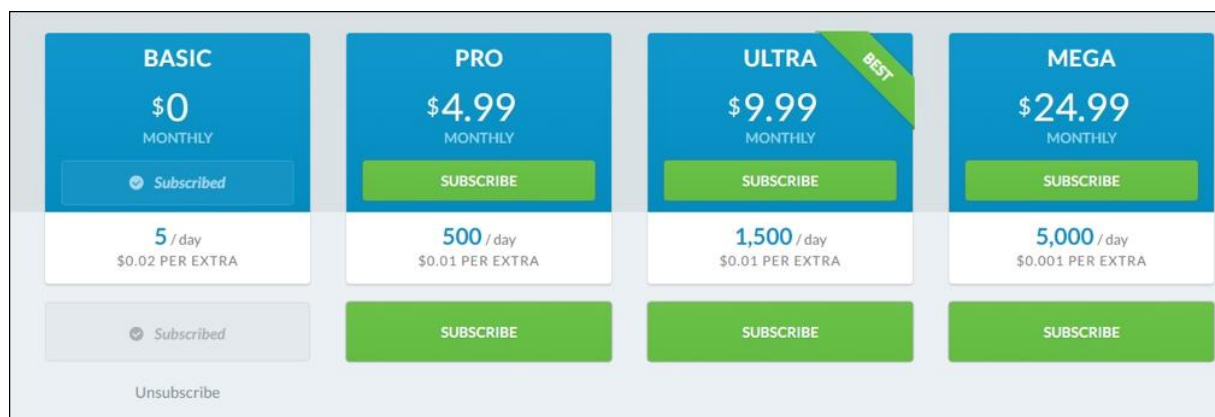 BASIC
$0
MONTHLY
Subscribed
5 / day
$0.02 PER EXTRA
Subscribed
Unsubscribe
PRO
$4.99
MONTHLY
SUBSCRIBE
500 / day
$0.01 PER EXTRA
SUBSCRIBE
ULTRA
BEST
$9.99
MONTHLY
SUBSCRIBE
1,500 / day
$0.01 PER EXTRA
SUBSCRIBE
MEGA
$24.99
MONTHLY
SUBSCRIBE
5,000 / day
$0.001 PER EXTRA
SUBSCRIBE